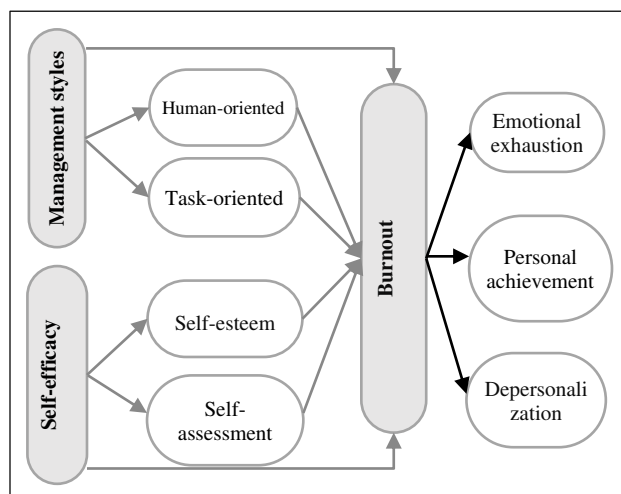 Management styles
Human-oriented
Task-oriented
Self-efficacy
Self-esteem
Self-
assessment
Burnout
Emotional
exhaustion
Personal
achievement
Depersonali
zation